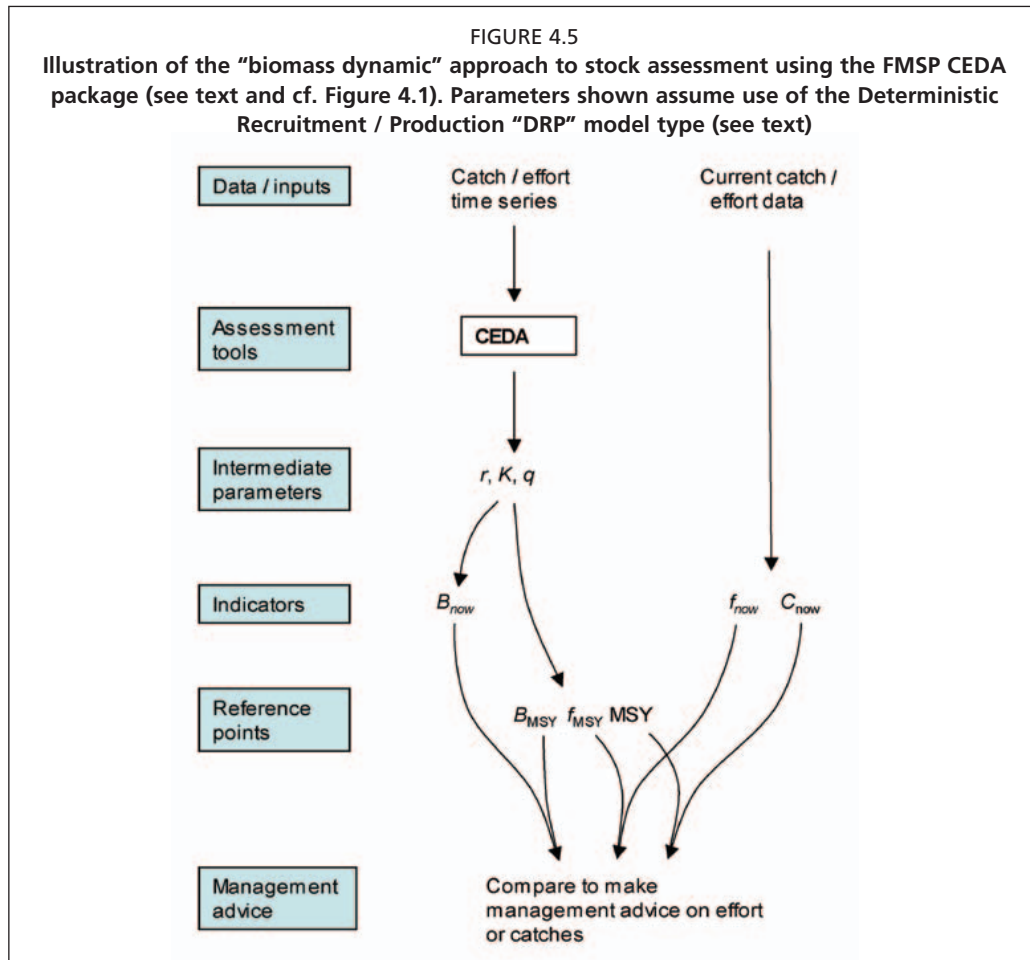 FIGURE 4.5
Illustration of the “biomass dynamic” approach to stock assessment using the FMSP CEDA
package (see text and cf. Figure 4.1). Parameters shown assume use of the Deterministic
Recruitment / Production “DRP” model type (see text)
Data / inputs
Catch / effort
time series
Current catch /
effort data
Assessment
tools
CEDA
Intermediate
parameters
r, K, q
Indicators
Bnow
fnow Cnow
Reference
points
BMSY fMSY MSY
Management
advice
Compare to make
management advice on effort
or catches